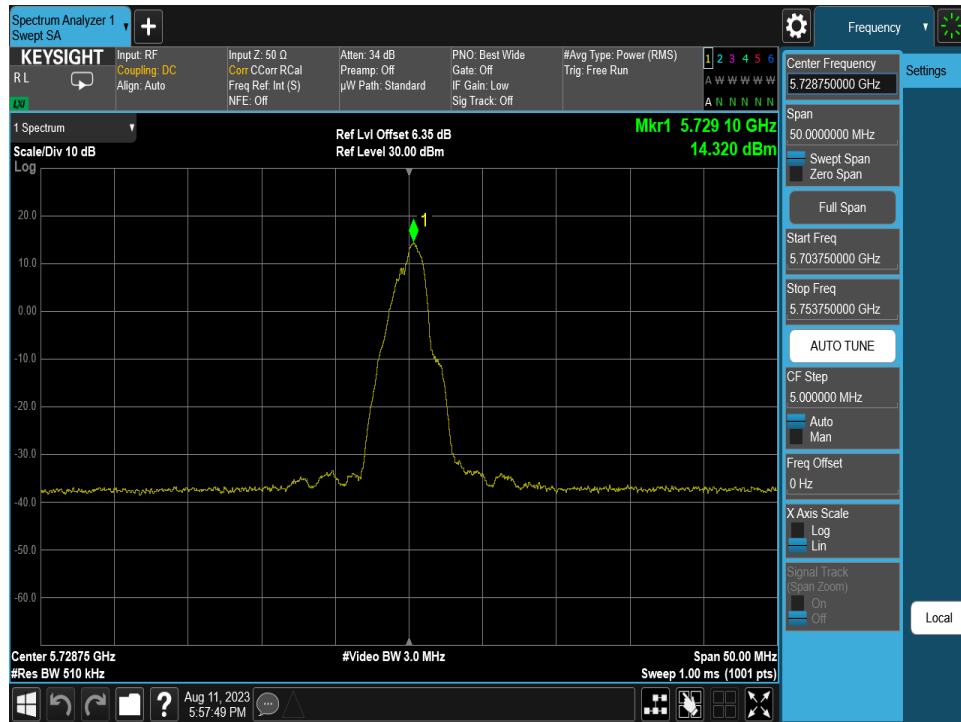 Spectrum Analyzer 1
Swept SA
+
Frequency
KEYSIGHT
RL
LXI
Input: RF
Coupling: DC
Align: Auto
Input Z: 50 Ω
Corr CCorr RCal
Freq Ref: Int (S)
NFE: Off
Atten: 34 dB
Preamp: Off
µW Path: Standard
PNO: Best Wide
Gate: Off
IF Gain: Low
Sig Track: Off
#Avg Type: Power (RMS)
Trig: Free Run
1 2 3 4 5 6
A W W W W W
A N N N N N
1 Spectrum
Scale/Div 10 dB
Log
Ref Lvl Offset 6.35 dB
Ref Level 30.00 dBm
Mkr1 5.729 10 GHz
14.320 dBm
1
20.0
10.0
0.00
-10.0
-20.0
-30.0
-40.0
-50.0
-60.0
Center 5.72875 GHz
#Res BW 510 kHz
#Video BW 3.0 MHz
Span 50.00 MHz
Sweep 1.00 ms (1001 pts)
Center Frequency
5.728750000 GHz
Settings
Span
50.0000000 MHz
Swept Span
Zero Span
Full Span
Start Freq
5.703750000 GHz
Stop Freq
5.753750000 GHz
AUTO TUNE
CF Step
5.000000 MHz
Auto
Man
Freq Offset
0 Hz
X Axis Scale
Log
Lin
Signal Track
(Span Zoom)
On
Off
Local
?
Aug 11, 2023
5:57:49 PM